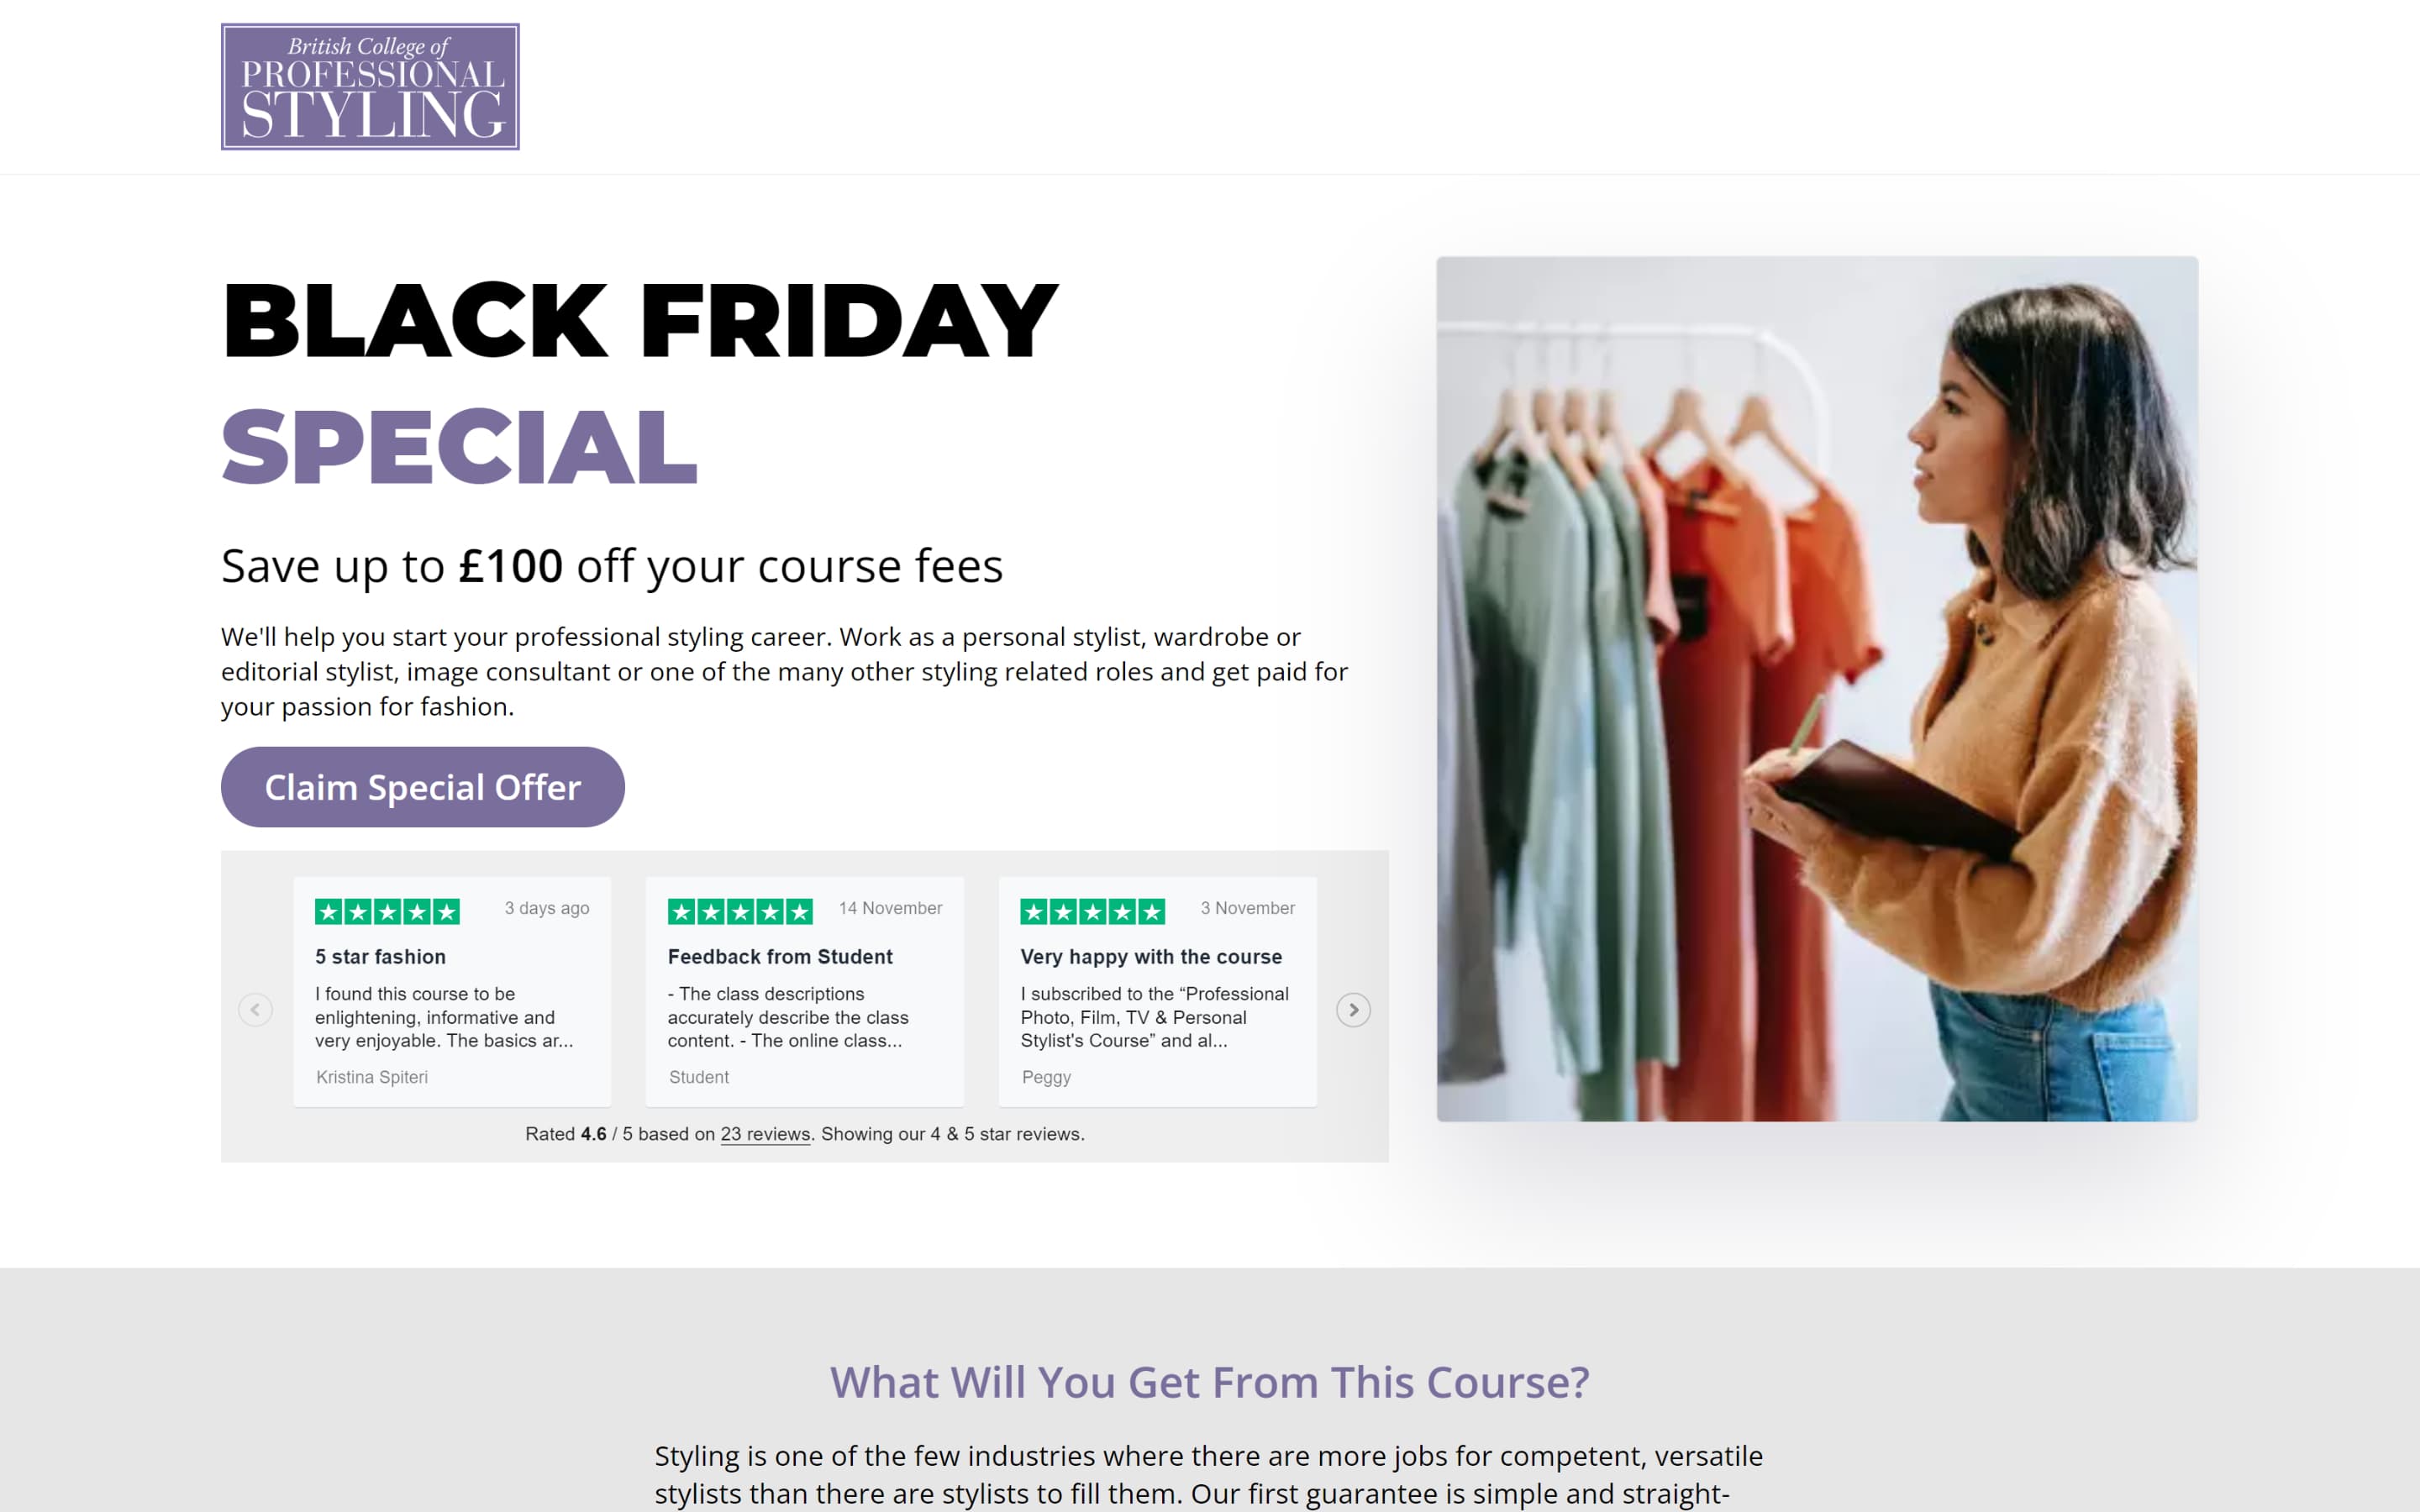 British College of
PROFESSIONAL
STYLING
BLACK FRIDAY
SPECIAL
Save up to £100 off your course fees
We'll help you start your professional styling career. Work as a personal stylist, wardrobe or
editorial stylist, image consultant or one of the many other styling related roles and get paid for
your passion for fashion.
Claim Special Offer
3 days ago
5 star fashion
I found this course to be
enlightening, informative and
very enjoyable. The basics ar...
Kristina Spiteri
14 November
Feedback from Student
- The class descriptions
accurately describe the class
content. - The online class...
Student
3 November
Very happy with the course
I subscribed to the “Professional
Photo, Film, TV & Personal
Stylist's Course” and al...
Peggy
Rated 4.6 / 5 based on 23 reviews. Showing our 4 & 5 star reviews.
What Will You Get From This Course?
Styling is one of the few industries where there are more jobs for competent, versatile
stylists than there are stylists to fill them. Our first guarantee is simple and straight-